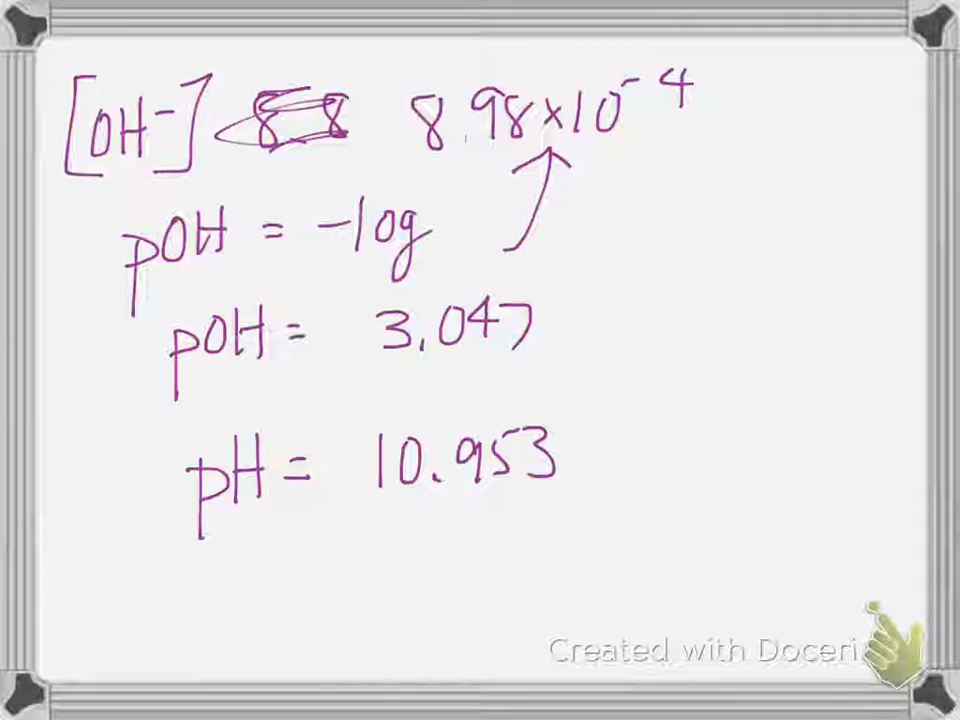 [OH⁻] 8.98×10⁻⁴
pOH = -log
pOH = 3.047
pH = 10.953
Created with Doceri